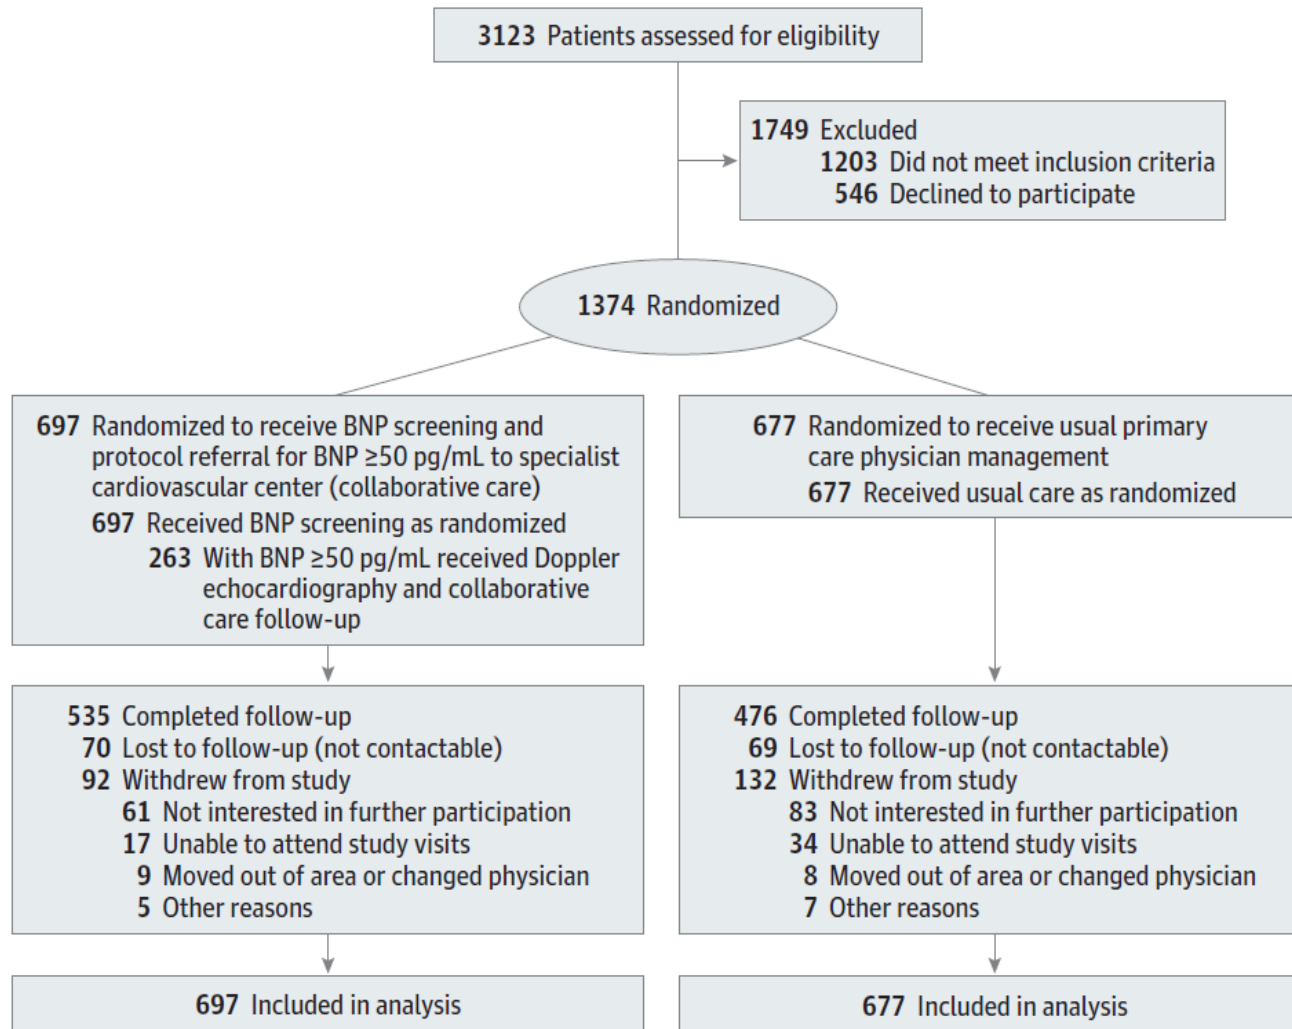 3123 Patients assessed for eligibility
1749 Excluded
1203 Did not meet inclusion criteria
546 Declined to participate
1374 Randomized
697 Randomized to receive BNP screening and
protocol referral for BNP ≥50 pg/mL to specialist
cardiovascular center (collaborative care)
697 Received BNP screening as randomized
263 With BNP ≥50 pg/mL received Doppler
echocardiography and collaborative
care follow-up
677 Randomized to receive usual primary
care physician management
677 Received usual care as randomized
535 Completed follow-up
70 Lost to follow-up (not contactable)
92 Withdrew from study
61 Not interested in further participation
17 Unable to attend study visits
9 Moved out of area or changed physician
5 Other reasons
476 Completed follow-up
69 Lost to follow-up (not contactable)
132 Withdrew from study
83 Not interested in further participation
34 Unable to attend study visits
8 Moved out of area or changed physician
7 Other reasons
697 Included in analysis
677 Included in analysis